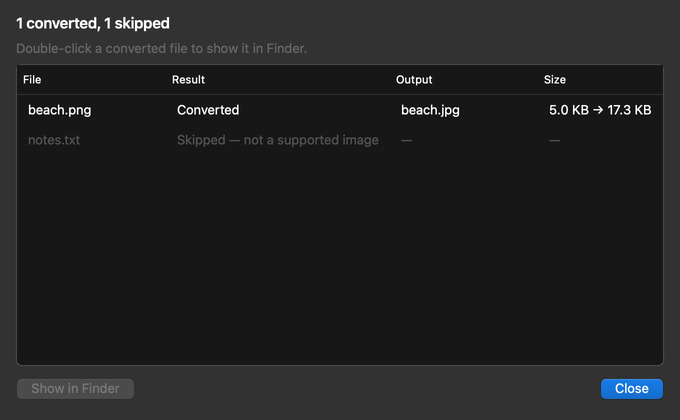 1 converted, 1 skipped
Double-click a converted file to show it in Finder.
File Result Output Size
beach.png Converted beach.jpg 5.0 KB → 17.3 KB
notes.txt Skipped — not a supported image — —
Show in Finder Close